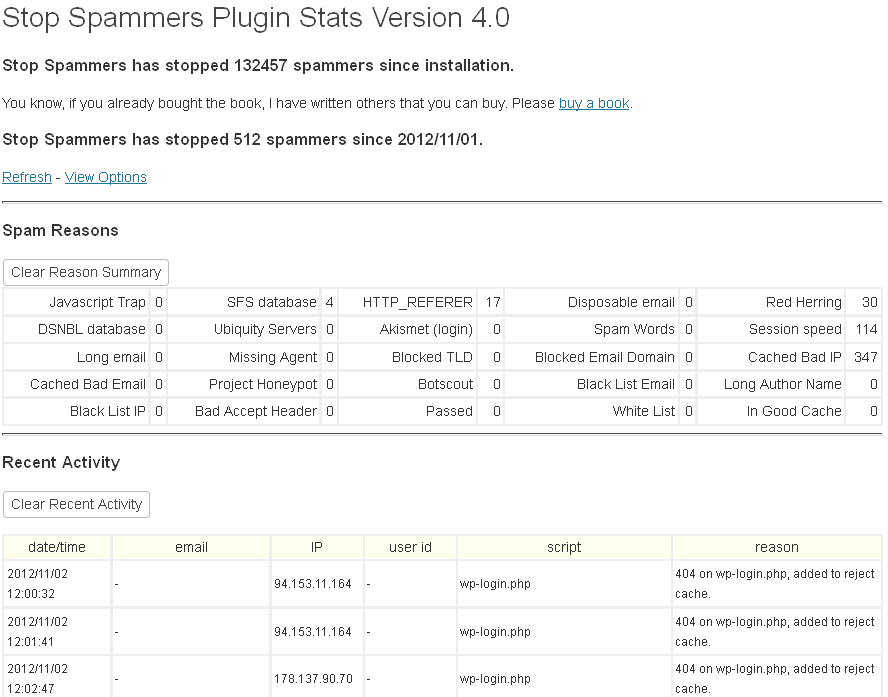 Stop Spammers Plugin Stats Version 4.0
Stop Spammers has stopped 132457 spammers since installation.
You know, if you already bought the book, I have written others that you can buy. Please buy a book.
Stop Spammers has stopped 512 spammers since 2012/11/01.
Refresh - View Options
Spam Reasons
Clear Reason Summary
Javascript Trap 0 SFS database 4 HTTP_REFERER 17 Disposable email 0 Red Herring 30
DSNBL database 0 Ubiquity Servers 0 Akismet (login) 0 Spam Words 0 Session speed 114
Long email 0 Missing Agent 0 Blocked TLD 0 Blocked Email Domain 0 Cached Bad IP 347
Cached Bad Email 0 Project Honeypot 0 Botscout 0 Black List Email 0 Long Author Name 0
Black List IP 0 Bad Accept Header 0 Passed 0 White List 0 In Good Cache 0
Recent Activity
Clear Recent Activity
date/time email IP user id script reason
2012/11/02
12:00:32 - 94.153.11.164 - wp-login.php 404 on wp-login.php, added to reject
cache.
2012/11/02
12:01:41 - 94.153.11.164 - wp-login.php 404 on wp-login.php, added to reject
cache.
2012/11/02
12:02:47 - 178.137.90.70 - wp-login.php 404 on wp-login.php, added to reject
cache.